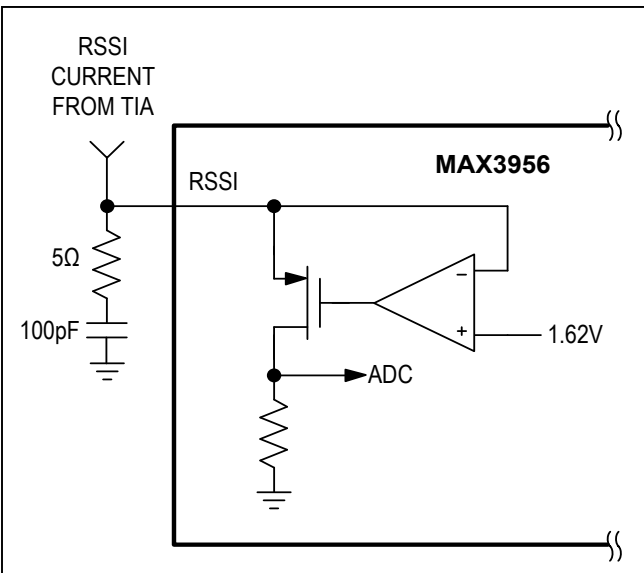 RSSI
CURRENT
FROM TIA
MAX3956
RSSI
5Ω
100pF
−
+
1.62V
ADC